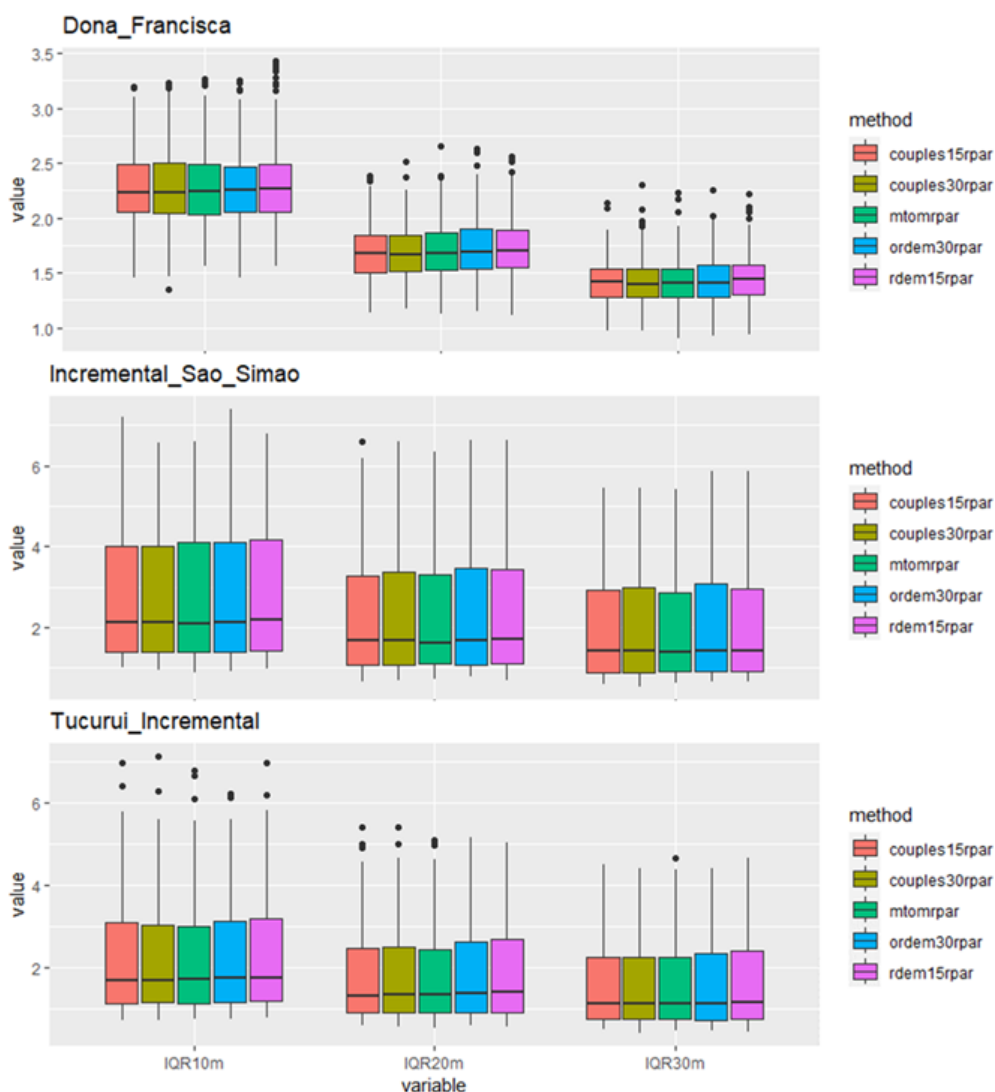 Dona_Francisca
3.5
3.0
2.5
2.0
1.5
1.0
value
method
couples15rpar
couples30rpar
mtomrpar
ordem30rpar
rdem15rpar
Incremental_Sao_Simao
6
4
2
value
method
couples15rpar
couples30rpar
mtomrpar
ordem30rpar
rdem15rpar
Tucurui_Incremental
6
4
2
value
method
couples15rpar
couples30rpar
mtomrpar
ordem30rpar
rdem15rpar
IQR10m IQR20m IQR30m
variable